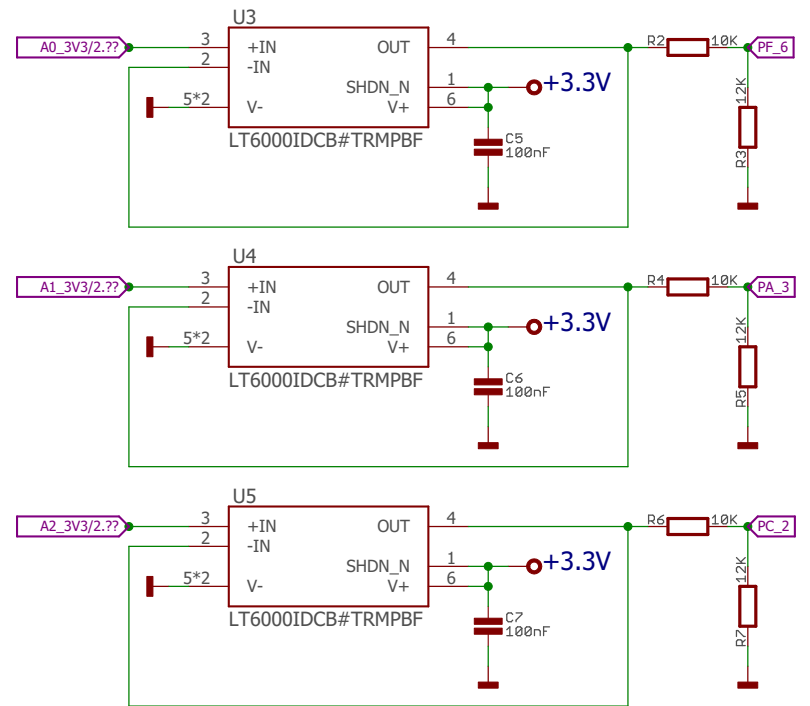 U3
A0_3V3/2.??
3 +IN OUT 4
2 -IN
SHDN_N 1 +3.3V
5*2 V- V+ 6
LT6000IDCB#TRMPBF
C5
100nF
R2 10K PF_6
12K
R3
U4
A1_3V3/2.??
3 +IN OUT 4
2 -IN
SHDN_N 1 +3.3V
5*2 V- V+ 6
LT6000IDCB#TRMPBF
C6
100nF
R4 10K PA_3
12K
R5
U5
A2_3V3/2.??
3 +IN OUT 4
2 -IN
SHDN_N 1 +3.3V
5*2 V- V+ 6
LT6000IDCB#TRMPBF
C7
100nF
R6 10K PC_2
12K
R7